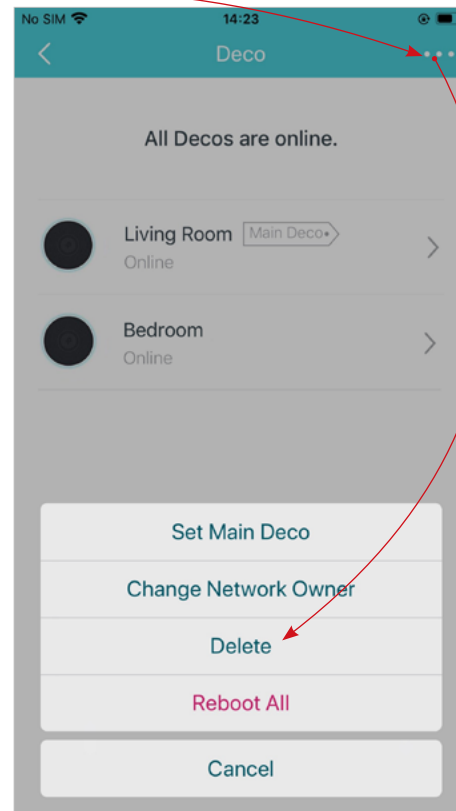 No SIM 14:23
Deco
All Decos are online.
Living Room Main Deco
Online
Bedroom
Online
Set Main Deco
Change Network Owner
Delete
Reboot All
Cancel